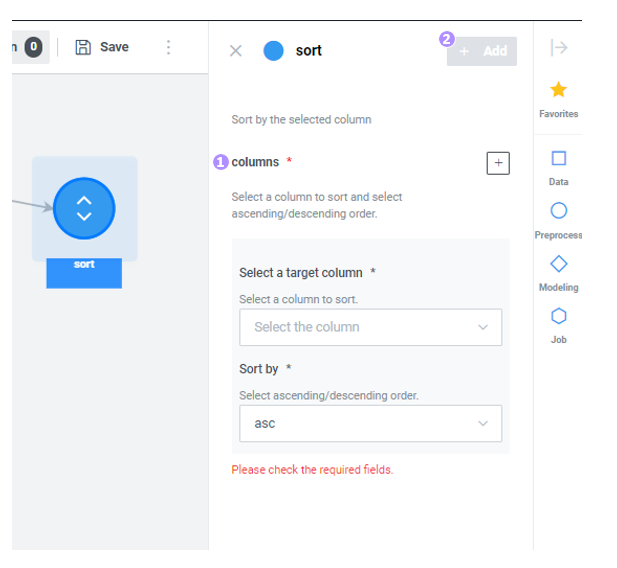 n 0 Save
sort
2
+ Add
Sort by the selected column
1 columns *
+
Select a column to sort and select
ascending/descending order.
Select a target column *
Select a column to sort.
Select the column
Sort by *
Select ascending/descending order.
asc
Please check the required fields.
sort
Favorites
Data
Preprocess
Modeling
Job